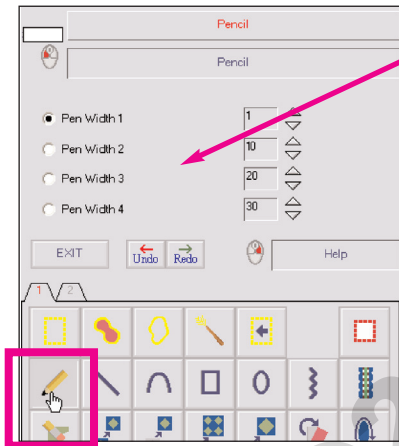 Pencil
Pencil
Pen Width 1 1
Pen Width 2 10
Pen Width 3 20
Pen Width 4 30
EXIT Undo Redo Help
1 2